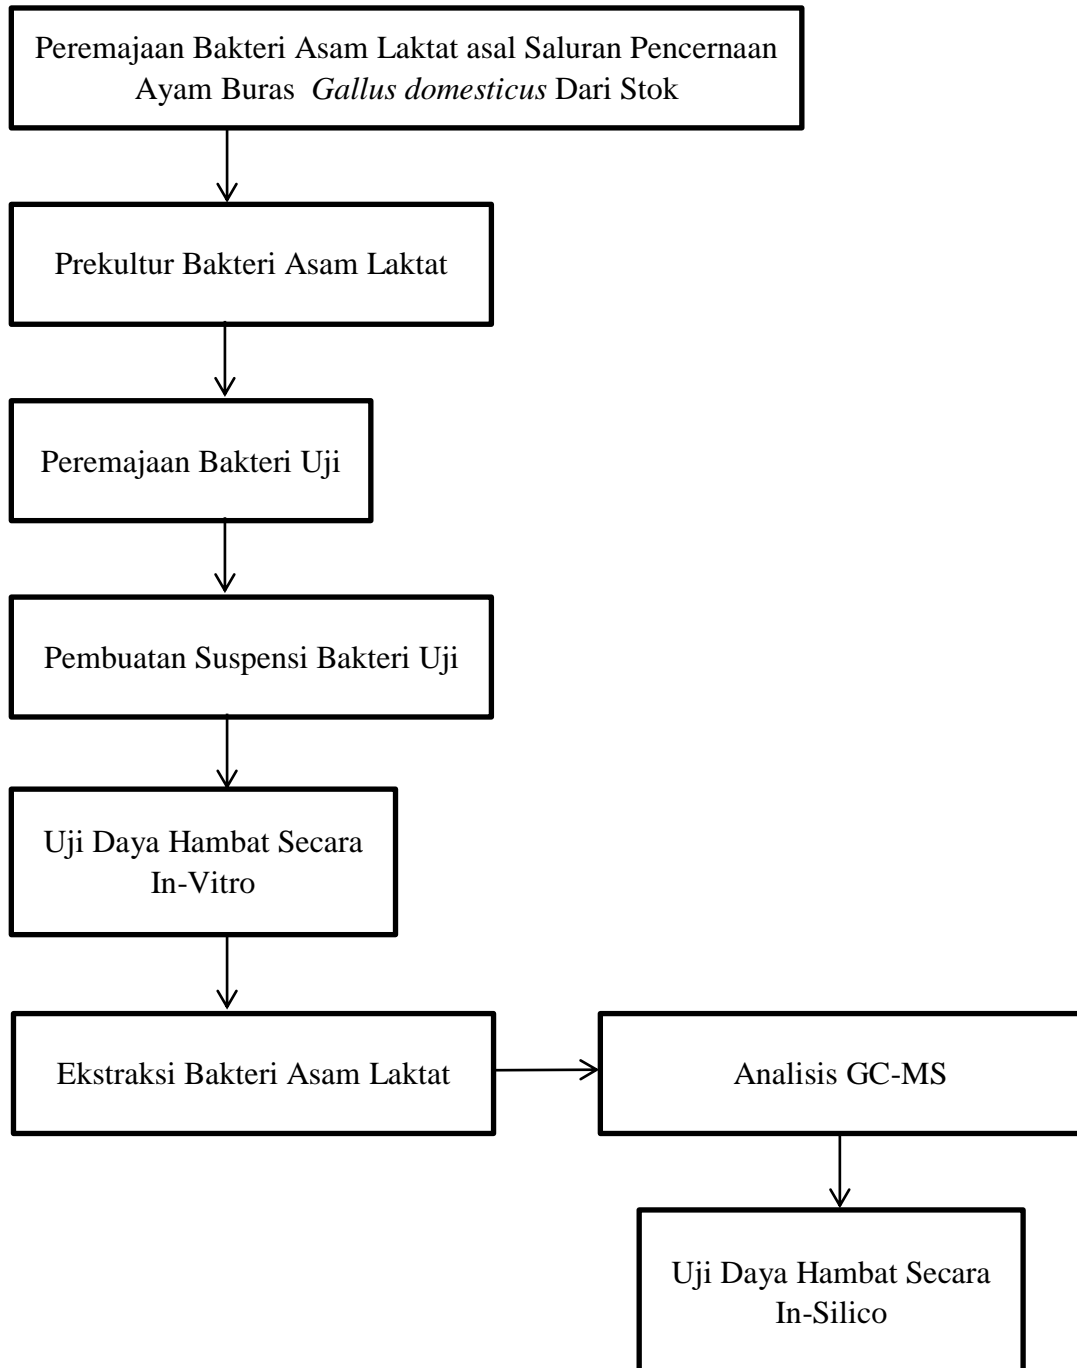 Peremajaan Bakteri Asam Laktat asal Saluran Pencernaan
Ayam Buras Gallus domesticus Dari Stok
Prekultur Bakteri Asam Laktat
Peremajaan Bakteri Uji
Pembuatan Suspensi Bakteri Uji
Uji Daya Hambat Secara
In-Vitro
Ekstraksi Bakteri Asam Laktat
Analisis GC-MS
Uji Daya Hambat Secara
In-Silico